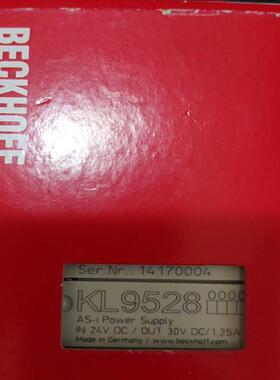 BECKHOFF
Ser.Nr.: 14170004
KL9528 0000
AS-i Power Supply
IN 24V DC / OUT 30V DC/1.25A
Made in Germany / www.beckhoff.com